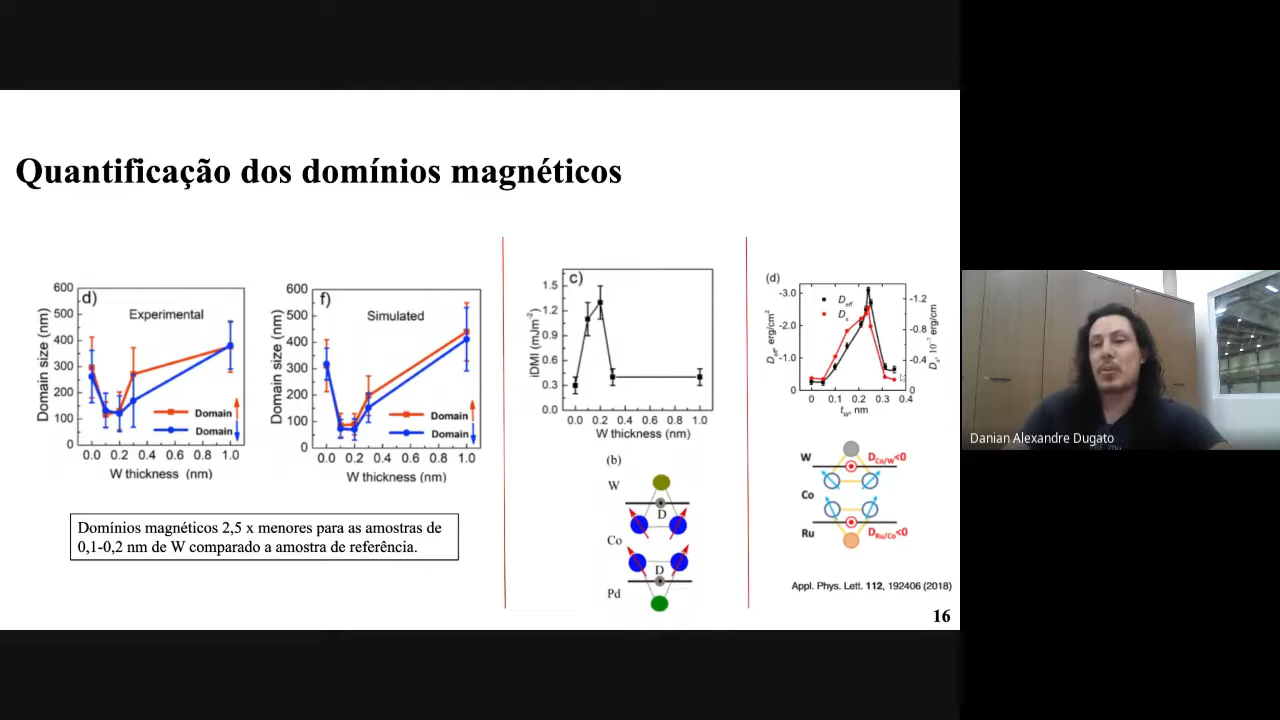 Quantificação dos domínios magnéticos
d)
Experimental
Domain size (nm)
600
500
400
300
200
100
0
0.0 0.2 0.4 0.6 0.8 1.0
W thickness (nm)
Domain
Domain
f)
Simulated
Domain size (nm)
600
500
400
300
200
100
0
0.0 0.2 0.4 0.6 0.8 1.0
W thickness (nm)
Domain
Domain
Domínios magnéticos 2,5 x menores para as amostras de
0,1-0,2 nm de W comparado a amostra de referência.
c)
iDMI (mJm⁻²)
1.5
1.2
0.9
0.6
0.3
0.0
0.0 0.2 0.4 0.6 0.8 1.0
W thickness (nm)
(b)
W
D
Co
D
Pd
(d)
-3.0
-2.0
-1.0
0
D_eff, erg/cm²
D_eff
D_s
-1.2
-0.8
-0.4
0
0 0.1 0.2 0.3 0.4
t_W, nm
W
D_Co/W<0
Co
Ru
D_Ru/Co<0
Appl. Phys. Lett. 112, 192406 (2018)
16
Danian Alexandre Dugato